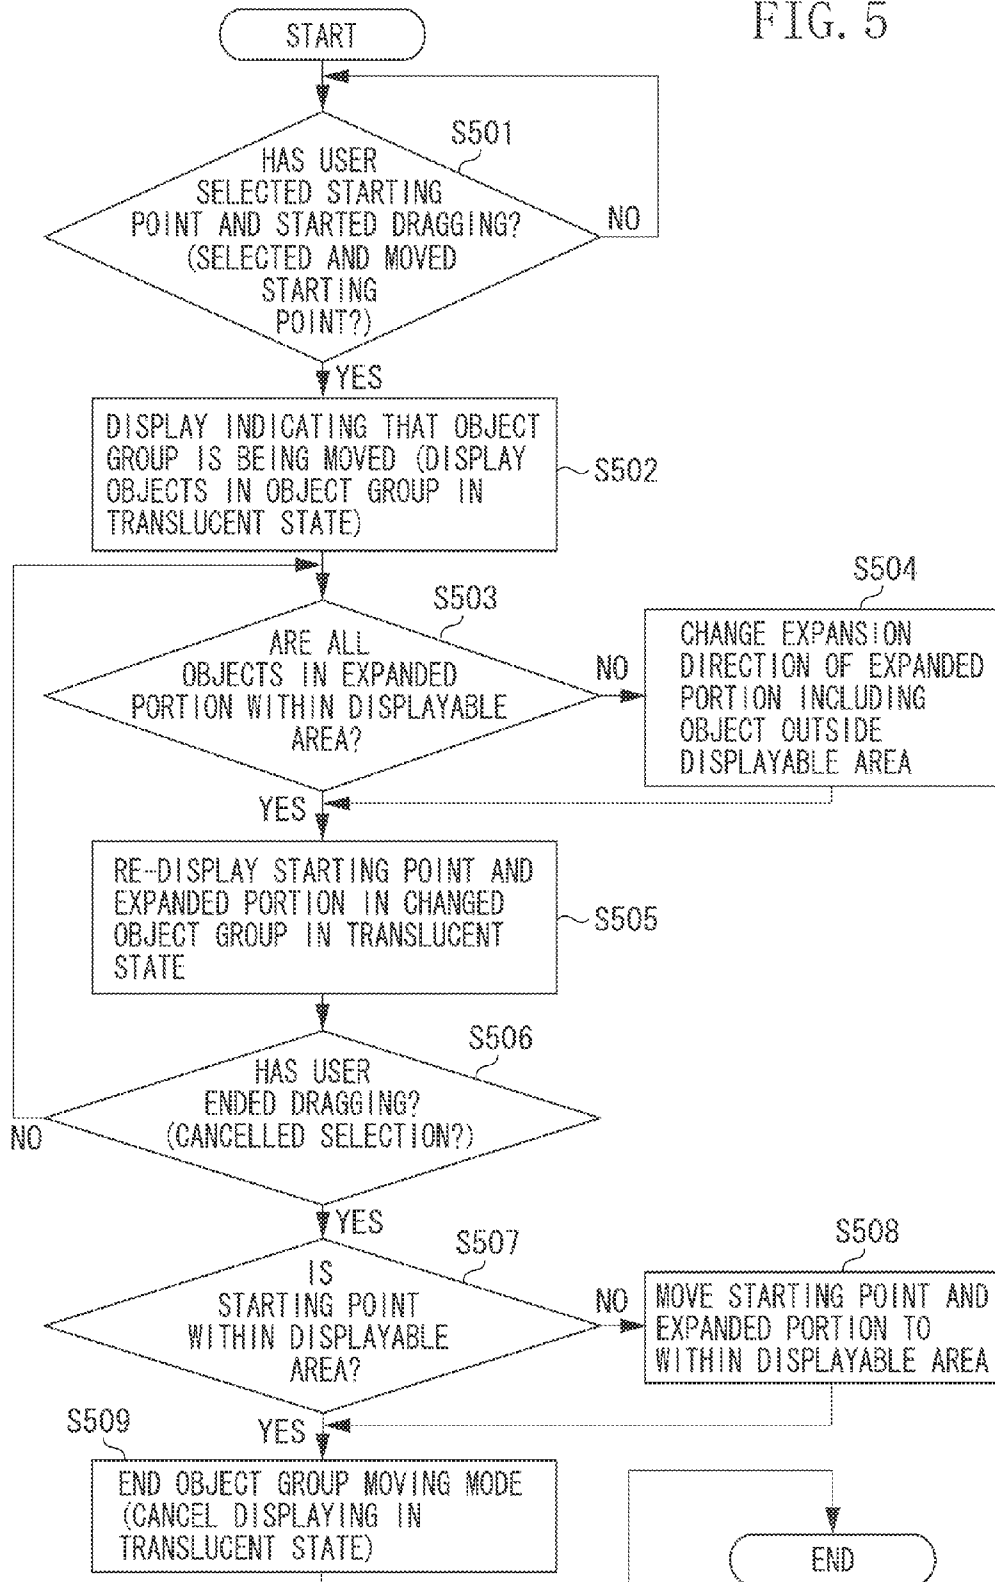 FIG. 5
START
S501
HAS USER
SELECTED STARTING
POINT AND STARTED DRAGGING?
(SELECTED AND MOVED
STARTING
POINT?)
NO
YES
DISPLAY INDICATING THAT OBJECT
GROUP IS BEING MOVED (DISPLAY
OBJECTS IN OBJECT GROUP IN
TRANSLUCENT STATE)
S502
S503
ARE ALL
OBJECTS IN EXPANDED
PORTION WITHIN DISPLAYABLE
AREA?
NO
S504
CHANGE EXPANSION
DIRECTION OF EXPANDED
PORTION INCLUDING
OBJECT OUTSIDE
DISPLAYABLE AREA
YES
RE-DISPLAY STARTING POINT AND
EXPANDED PORTION IN CHANGED
OBJECT GROUP IN TRANSLUCENT
STATE
S505
S506
HAS USER
ENDED DRAGGING?
(CANCELLED SELECTION?)
NO
YES
S507
IS
STARTING POINT
WITHIN DISPLAYABLE
AREA?
NO
S508
MOVE STARTING POINT AND
EXPANDED PORTION TO
WITHIN DISPLAYABLE AREA
YES
S509
END OBJECT GROUP MOVING MODE
(CANCEL DISPLAYING IN
TRANSLUCENT STATE)
END